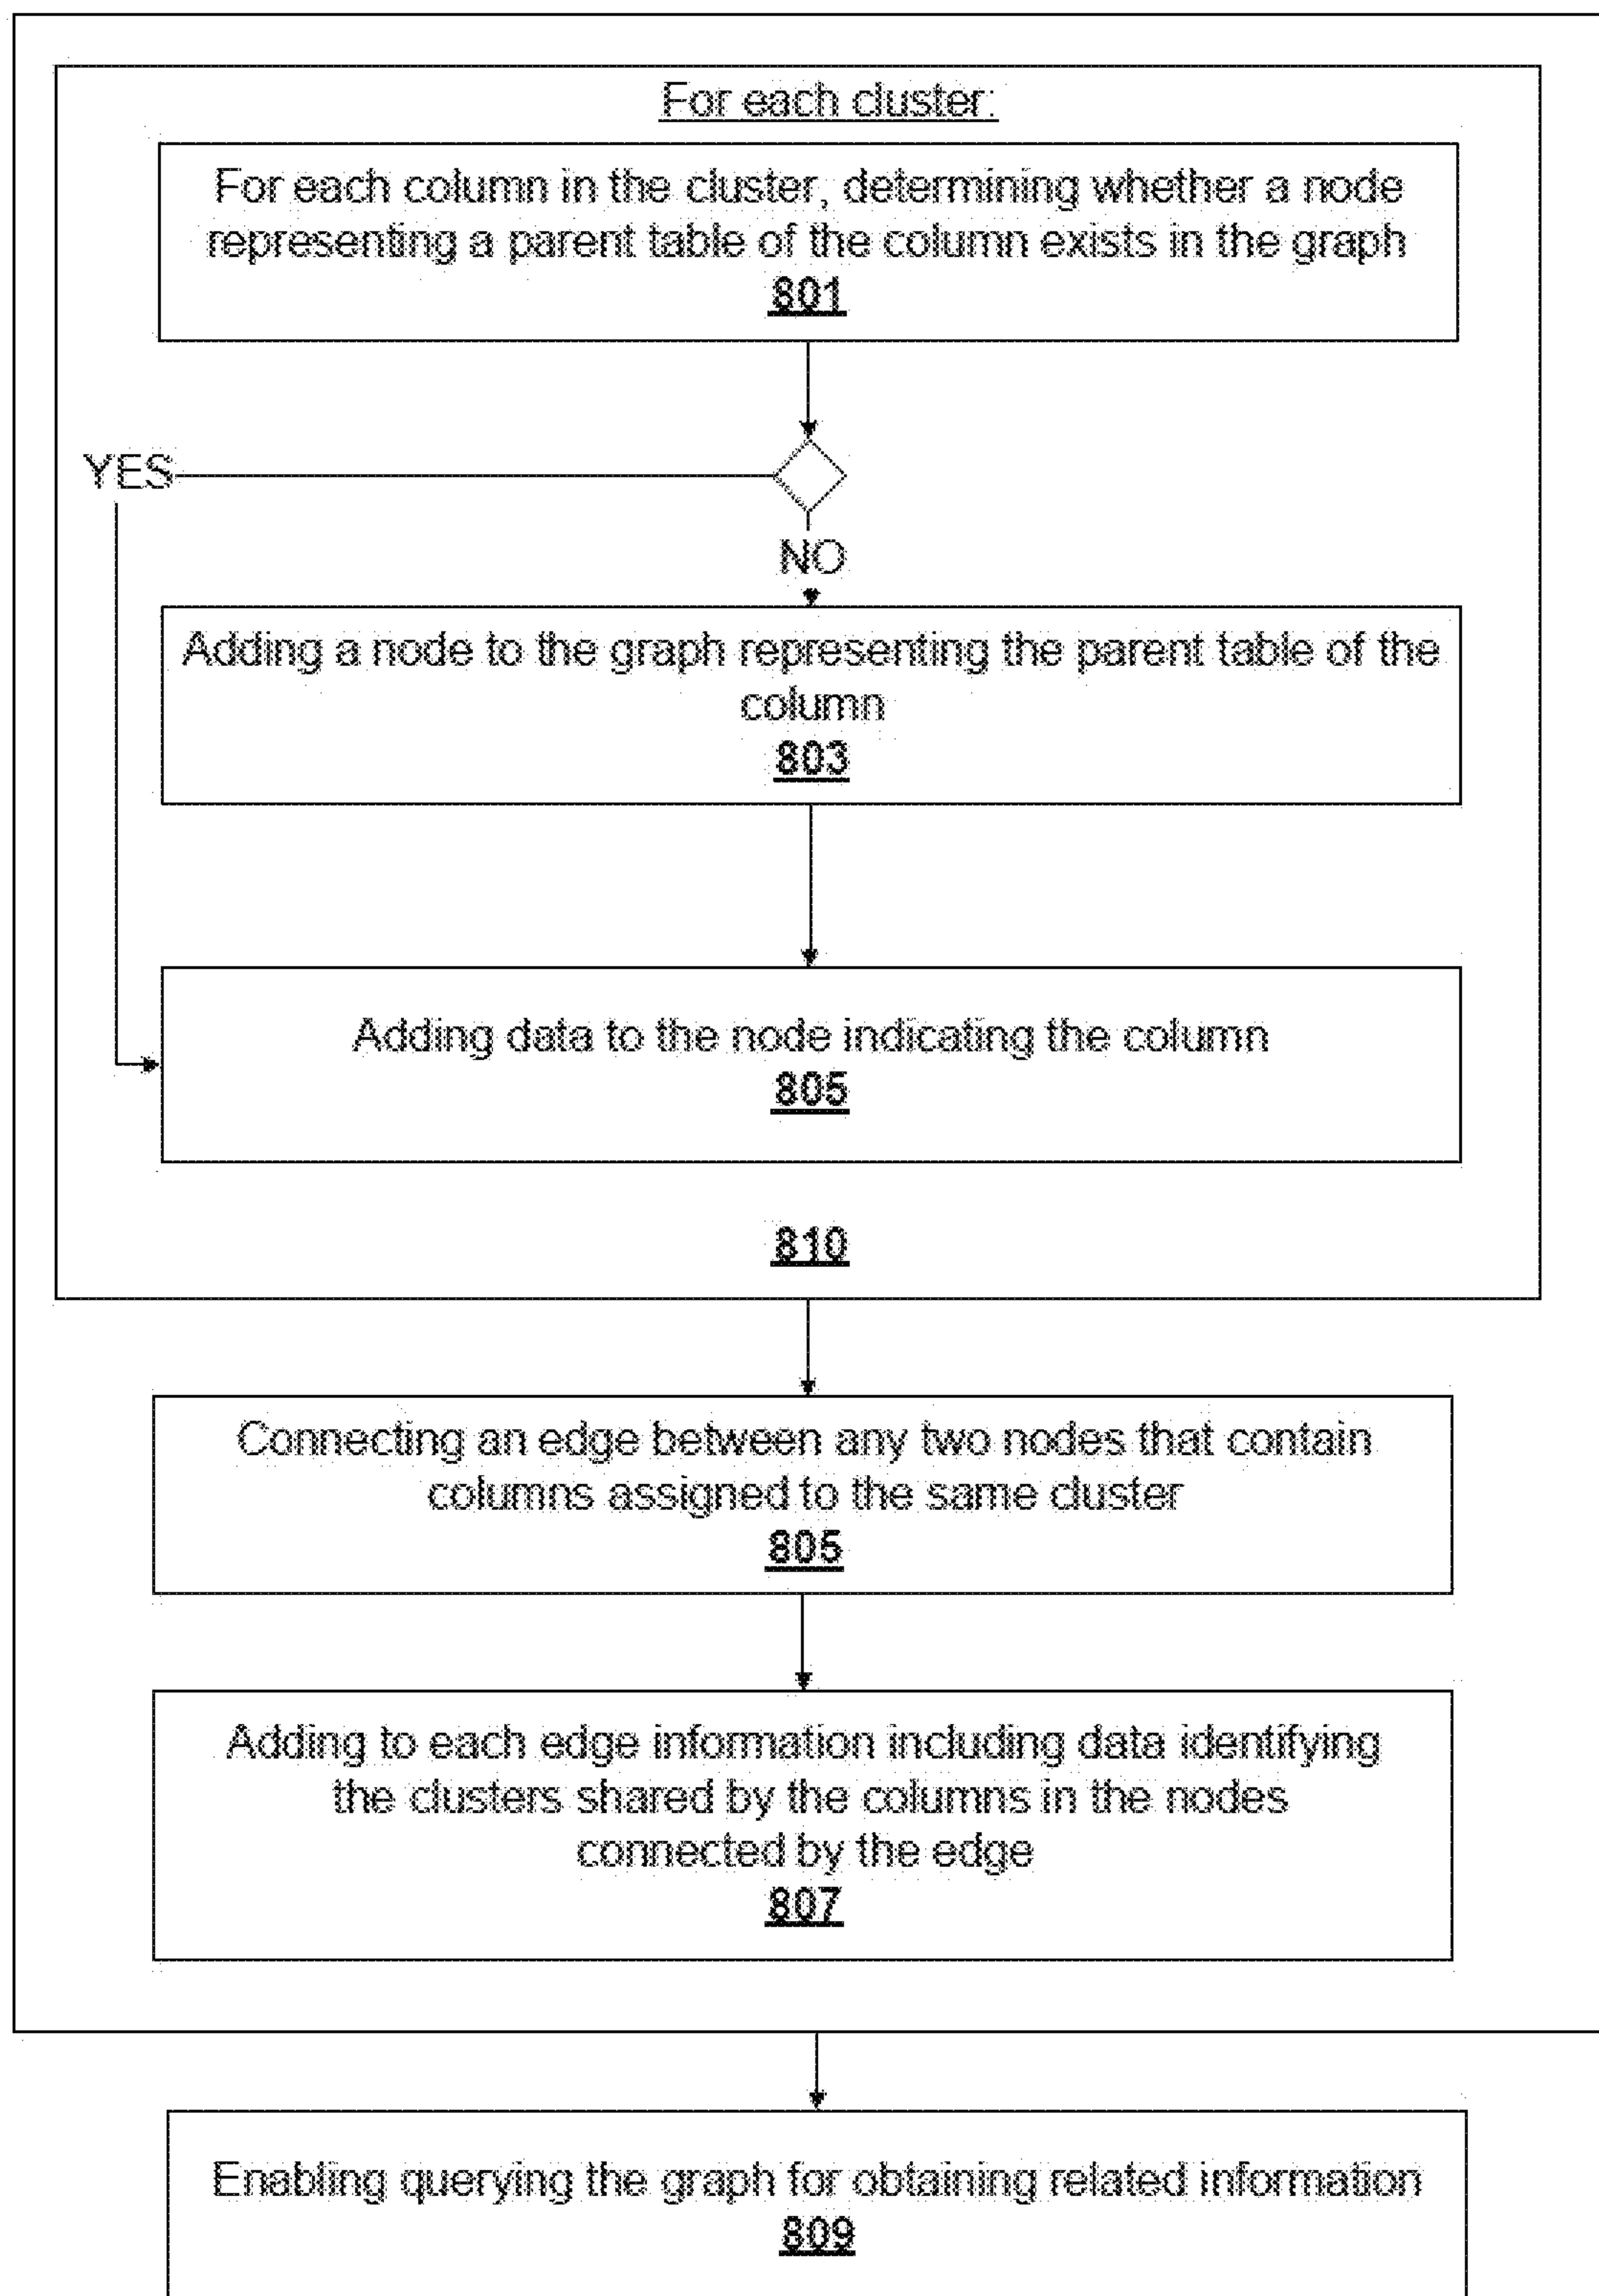 For each cluster:
For each column in the cluster, determining whether a node
representing a parent table of the column exists in the graph
801
YES
NO
Adding a node to the graph representing the parent table of the
column
803
Adding data to the node indicating the column
805
810
Connecting an edge between any two nodes that contain
columns assigned to the same cluster
805
Adding to each edge information including data identifying
the clusters shared by the columns in the nodes
connected by the edge
807
Enabling querying the graph for obtaining related information
809